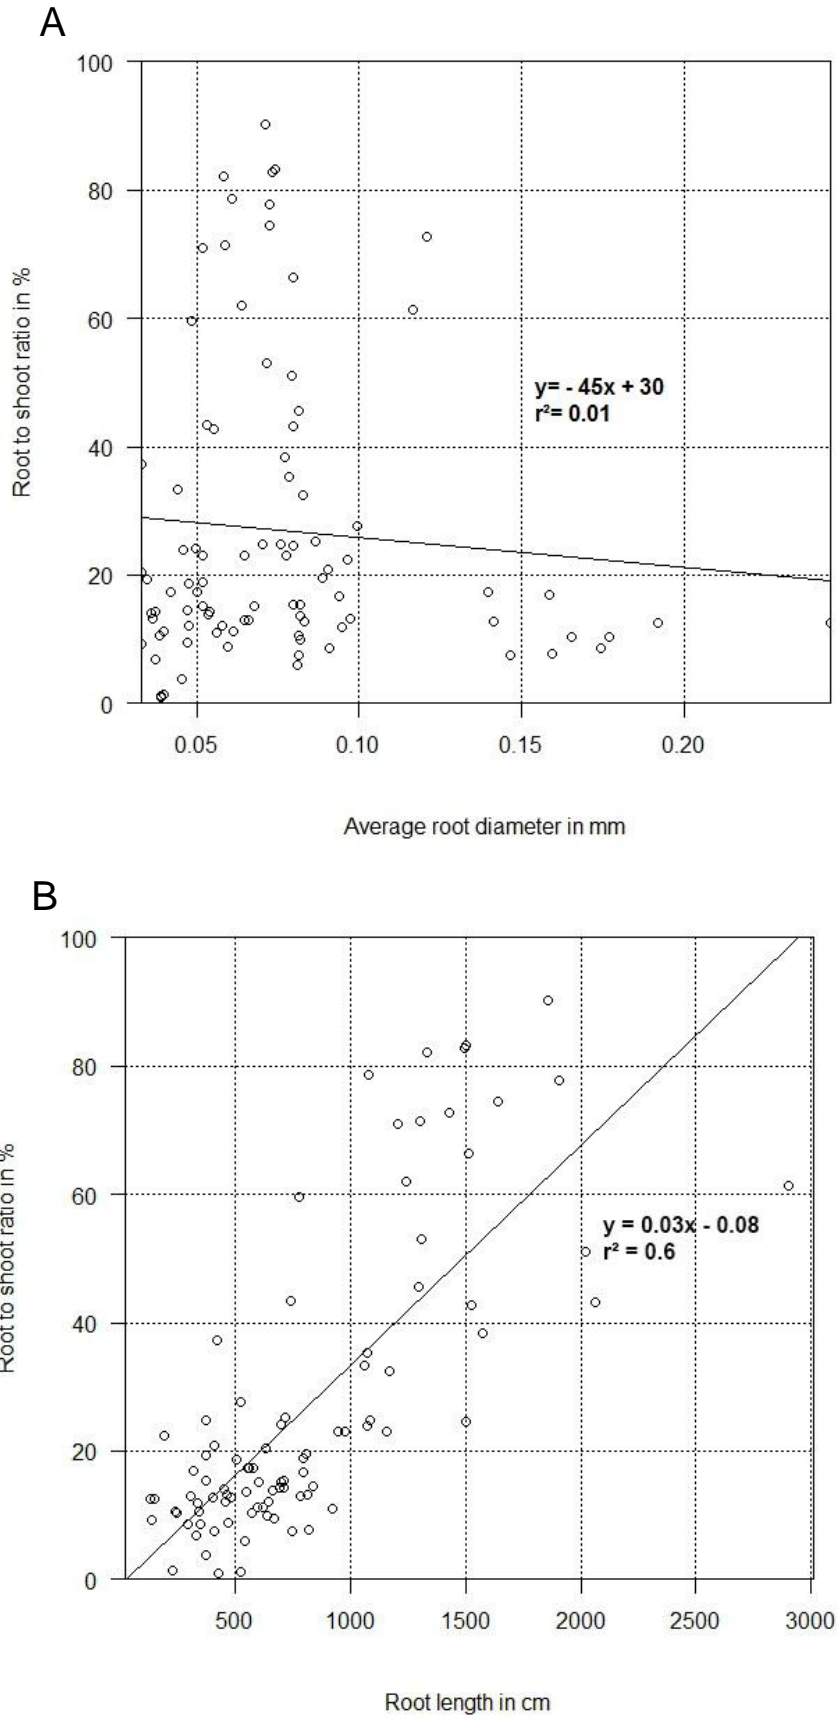 A
100
80
60
40
20
0
Root to shoot ratio in %
y= - 45x + 30
r²= 0.01
0.05 0.10 0.15 0.20
Average root diameter in mm
B
100
80
60
40
20
0
Root to shoot ratio in %
y = 0.03x - 0.08
r² = 0.6
500 1000 1500 2000 2500 3000
Root length in cm